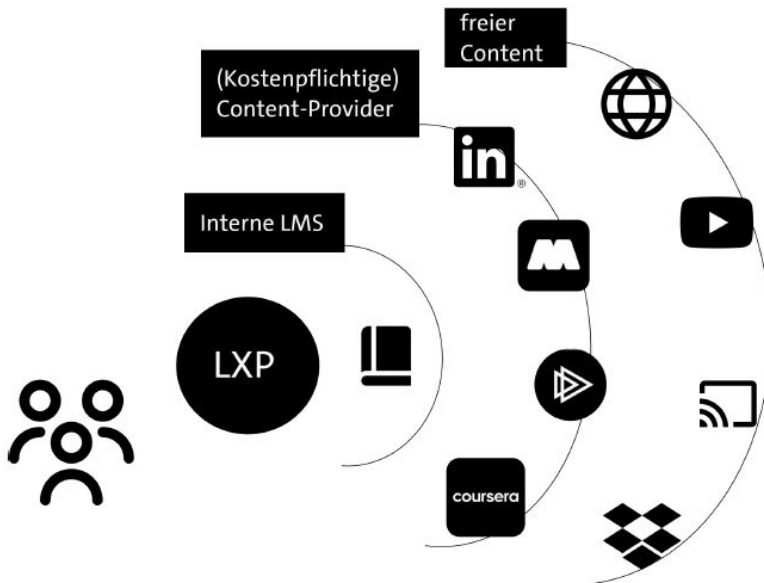 freier
Content
(Kostenpflichtige)
Content-Provider
in®
Interne LMS
LXP
coursera